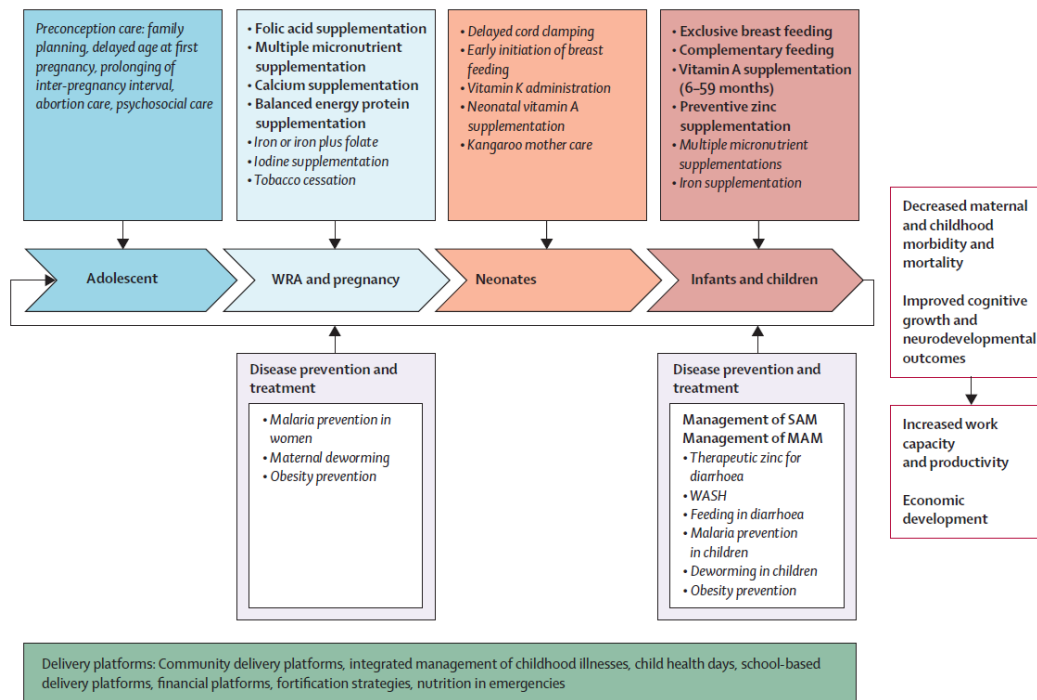 Preconception care: family
planning, delayed age at first
pregnancy, prolonging of
inter-pregnancy interval,
abortion care, psychosocial care
• Folic acid supplementation
• Multiple micronutrient
supplementation
• Calcium supplementation
• Balanced energy protein
supplementation
• Iron or iron plus folate
• Iodine supplementation
• Tobacco cessation
• Delayed cord clamping
• Early initiation of breast
feeding
• Vitamin K administration
• Neonatal vitamin A
supplementation
• Kangaroo mother care
• Exclusive breast feeding
• Complementary feeding
• Vitamin A supplementation
(6–59 months)
• Preventive zinc
supplementation
• Multiple micronutrient
supplementations
• Iron supplementation
Adolescent
WRA and pregnancy
Neonates
Infants and children
Decreased maternal
and childhood
morbidity and
mortality
Improved cognitive
growth and
neurodevelopmental
outcomes
Increased work
capacity
and productivity
Economic
development
Disease prevention and
treatment
• Malaria prevention in
women
• Maternal deworming
• Obesity prevention
Disease prevention and
treatment
Management of SAM
Management of MAM
• Therapeutic zinc for
diarrhoea
• WASH
• Feeding in diarrhoea
• Malaria prevention
in children
• Deworming in children
• Obesity prevention
Delivery platforms: Community delivery platforms, integrated management of childhood illnesses, child health days, school-based
delivery platforms, financial platforms, fortification strategies, nutrition in emergencies